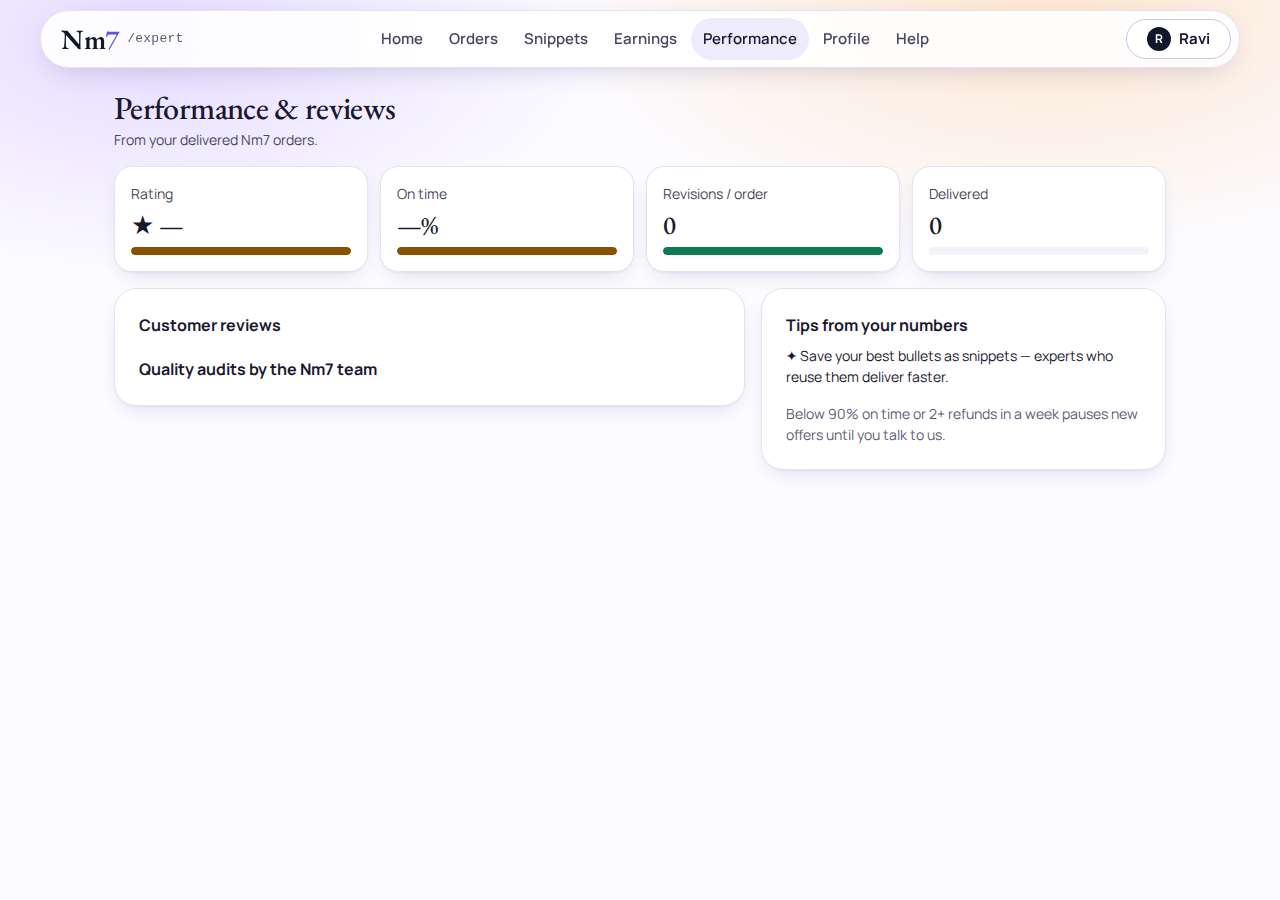 Nm7 /expert
Home Orders Snippets Earnings Performance Profile Help
R Ravi
Performance & reviews
From your delivered Nm7 orders.
Rating
★ —
On time
—%
Revisions / order
0
Delivered
0
Customer reviews
Quality audits by the Nm7 team
Tips from your numbers
✦ Save your best bullets as snippets — experts who
reuse them deliver faster.
Below 90% on time or 2+ refunds in a week pauses new
offers until you talk to us.